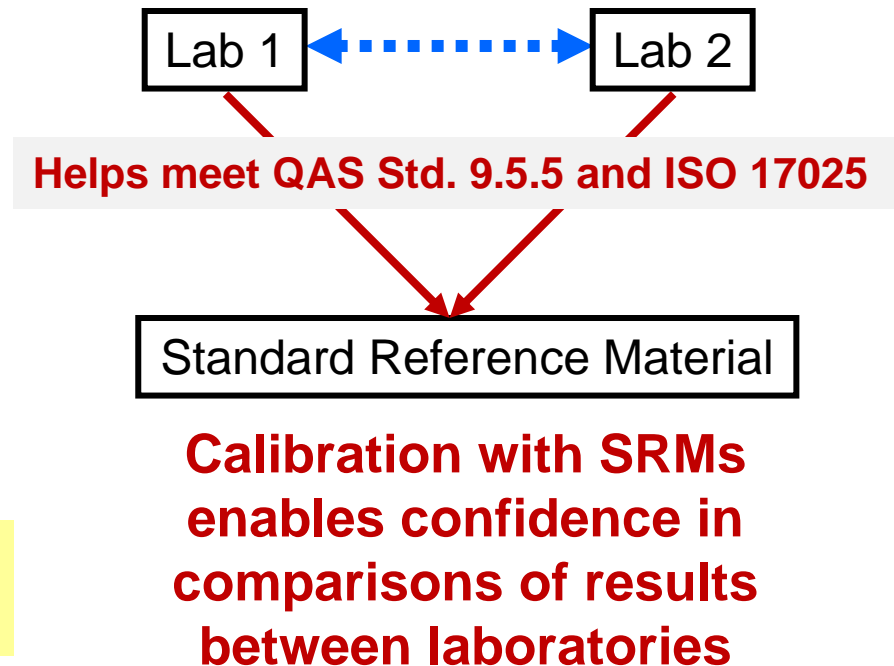 Lab 1
Lab 2
Helps meet QAS Std. 9.5.5 and ISO 17025
Standard Reference Material
Calibration with SRMs
enables confidence in
comparisons of results
between laboratories